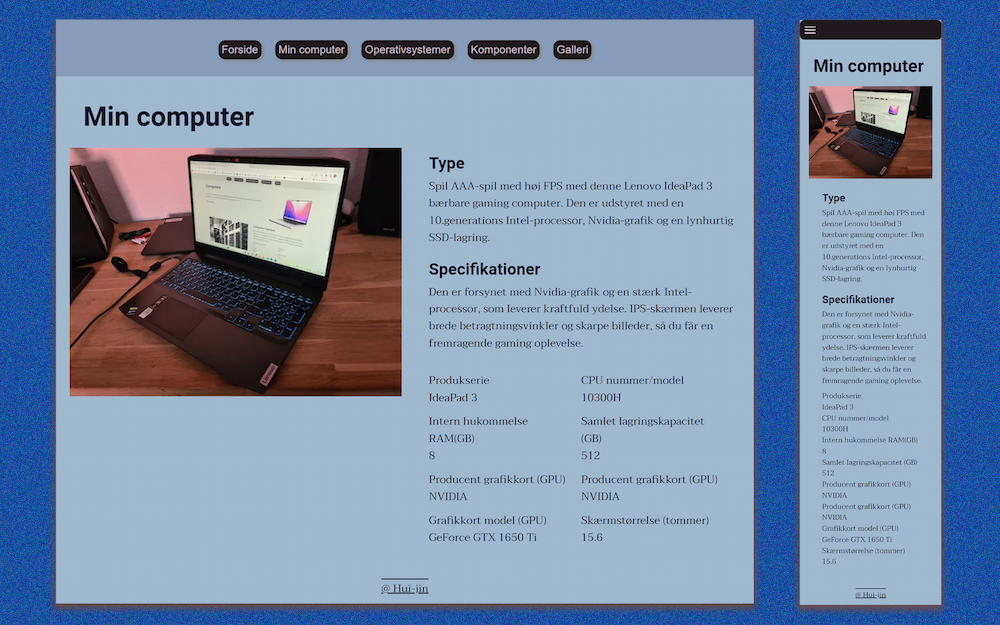 Forside Min computer Operativsystemer Komponenter Galleri
Min computer
Type
Spil AAA-spil med høj FPS med denne Lenovo IdeaPad 3
bærbare gaming computer. Den er udstyret med en
10.generations Intel-processor, Nvidia-grafik og en lynhurtig
SSD-lagring.
Specifikationer
Den er forsynet med Nvidia-grafik og en stærk Intel-
processor, som leverer kraftfuld ydelse. IPS-skærmen leverer
brede betragtningsvinkler og skarpe billeder, så du får en
fremragende gaming oplevelse.
Produkserie
IdeaPad 3
CPU nummer/model
10300H
Intern hukommelse
RAM(GB)
8
Samlet lagringskapacitet
(GB)
512
Producent grafikkort (GPU)
NVIDIA
Producent grafikkort (GPU)
NVIDIA
Grafikkort model (GPU)
GeForce GTX 1650 Ti
Skærmstørrelse (tommer)
15.6
@ Hui-jin
Min computer
Type
Spil AAA-spil med høj FPS med
denne Lenovo IdeaPad 3
bærbare gaming computer. Den
er udstyret med en
10.generations Intel-processor,
Nvidia-grafik og en lynhurtig
SSD-lagring.
Specifikationer
Den er forsynet med Nvidia-
grafik og en stærk Intel-
processor, som leverer kraftfuld
ydelse. IPS-skærmen leverer
brede betragtningsvinkler og
skarpe billeder, så du får en
fremragende gaming oplevelse.
Produkserie
IdeaPad 3
CPU nummer/model
10300H
Intern hukommelse RAM(GB)
8
Samlet lagringskapacitet (GB)
512
Producent grafikkort (GPU)
NVIDIA
Producent grafikkort (GPU)
NVIDIA
Grafikkort model (GPU)
GeForce GTX 1650 Ti
Skærmstørrelse (tommer)
15.6
@ Hui-jin